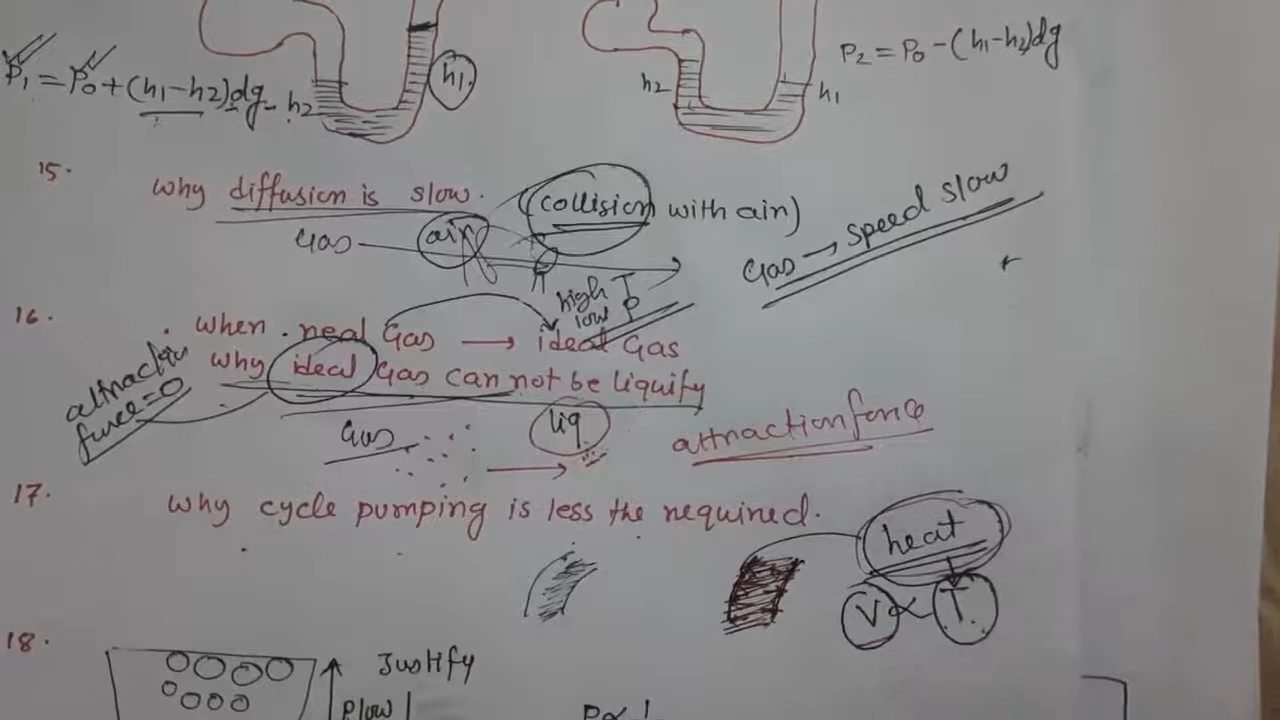 P₁ = P₀ + (h₁-h₂)dg
h₂
h₁
P₂ = P₀ - (h₁-h₂)dg
h₂
h₁
15.
Why diffusion is slow.
(collision with air)
Gas
air
Gas → speed slow
high T
low P
16.
When real Gas → ideal Gas
Why ideal Gas can not be liquify
attraction
force=0
Gas
liq
attraction force
17.
Why cycle pumping is less the required.
heat
V ∝ T
18.
Justify
P low
P ∝ 1